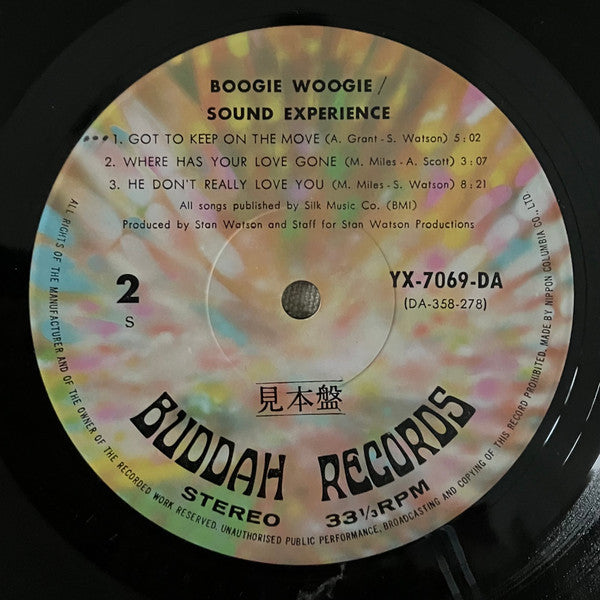 BOOGIE WOOGIE /
SOUND EXPERIENCE
•••1. GOT TO KEEP ON THE MOVE (A. Grant - S. Watson) 5:02
2. WHERE HAS YOUR LOVE GONE (M. Miles - A. Scott) 3:07
3. HE DON'T REALLY LOVE YOU (M. Miles - S. Watson) 8:21
All songs published by Silk Music Co. (BMI)
Produced by Stan Watson and Staff for Stan Watson Productions
2
S
YX-7069-DA
(DA-358-278)
見本盤
BUDDAH RECORDS
STEREO 33 1/3 RPM
ALL RIGHTS OF THE MANUFACTURER AND OF THE OWNER OF THE RECORDED WORK RESERVED. UNAUTHORISED PUBLIC PERFORMANCE, BROADCASTING AND COPYING OF THIS RECORD PROHIBITED. MADE BY NIPPON COLUMBIA CO., LTD.